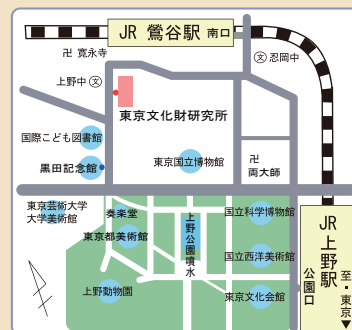 JR 鶯谷駅 南口
卍 寛永寺
文 忍岡中
上野中 文
東京文化財研究所
国際こども図書館
黒田記念館
東京国立博物館
卍
両大師
東京芸術大学
大学美術館
奏楽堂
東京都美術館
上野公園噴水
国立科学博物館
国立西洋美術館
上野動物園
東京文化会館
JR
上野駅
公園口
至・東京▼